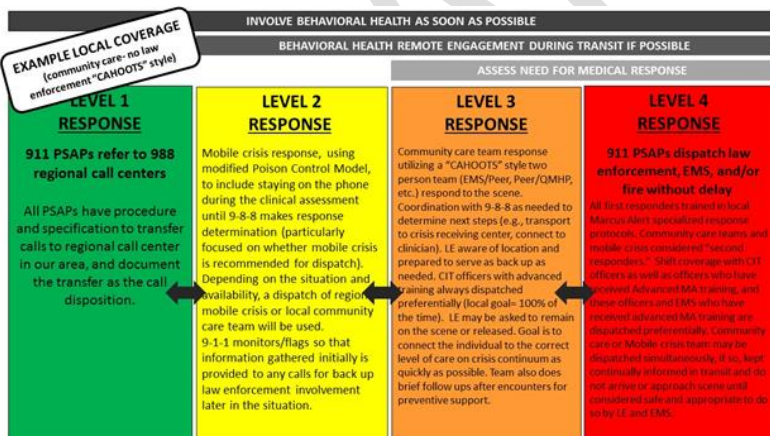 INVOLVE BEHAVIORAL HEALTH AS SOON AS POSSIBLE
BEHAVIORAL HEALTH REMOTE ENGAGEMENT DURING TRANSIT IF POSSIBLE
ASSESS NEED FOR MEDICAL RESPONSE
EXAMPLE LOCAL COVERAGE
(community care- no law
enforcement "CAHOOTS" style)
LEVEL 1
RESPONSE
911 PSAPs refer to 988
regional call centers
All PSAPs have procedure
and specification to transfer
calls to regional call center
in our area, and document
the transfer as the call
disposition.
LEVEL 2
RESPONSE
Mobile crisis response, using
modified Poison Control Model,
to include staying on the phone
during the clinical assessment
until 9-8-8 makes response
determination (particularly
focused on whether mobile crisis
is recommended for dispatch).
Depending on the situation and
availability, a dispatch of regional
mobile crisis or local community
care team will be used.
9-1-1 monitors/flags so that
information gathered initially is
provided to any calls for back up
law enforcement involvement
later in the situation.
LEVEL 3
RESPONSE
Community care team response
utilizing a "CAHOOTS" style two
person team (EMS/Peer, Peer/QMHP,
etc.) respond to the scene.
Coordination with 9-8-8 as needed to
determine next steps (e.g., transport
to crisis receiving center, connect to
clinician). LE aware of location and
prepared to serve as back up as
needed. CIT officers with advanced
training always dispatched
preferentially (local goal= 100% of
the time). LE may be asked to remain
on the scene or released. Goal is to
connect the individual to the correct
level of care on crisis continuum as
quickly as possible. Team also does
brief follow ups after encounters for
preventive support.
LEVEL 4
RESPONSE
911 PSAPs dispatch law
enforcement, EMS, and/or
fire without delay
All first responders trained in local
Marcus Alert specialized response
protocols. Community care teams and
mobile crisis considered "second
responders." Shift coverage with CIT
officers as well as officers who have
received Advanced MA training, and
these officers and EMS who have
received advanced MA training are
dispatched preferentially. Community
care or Mobile crisis team may be
dispatched simultaneously, if so, kept
continually informed in transit and do
not arrive or approach scene until
considered safe and appropriate to do
so by LE and EMS.